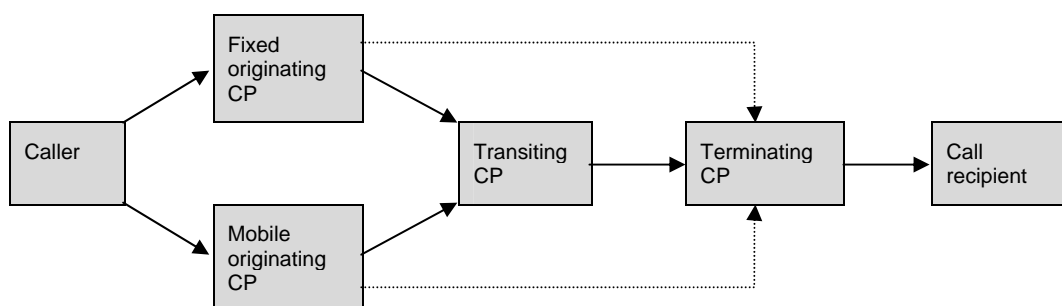 Caller
Fixed
originating
CP
Mobile
originating
CP
Transiting
CP
Terminating
CP
Call
recipient